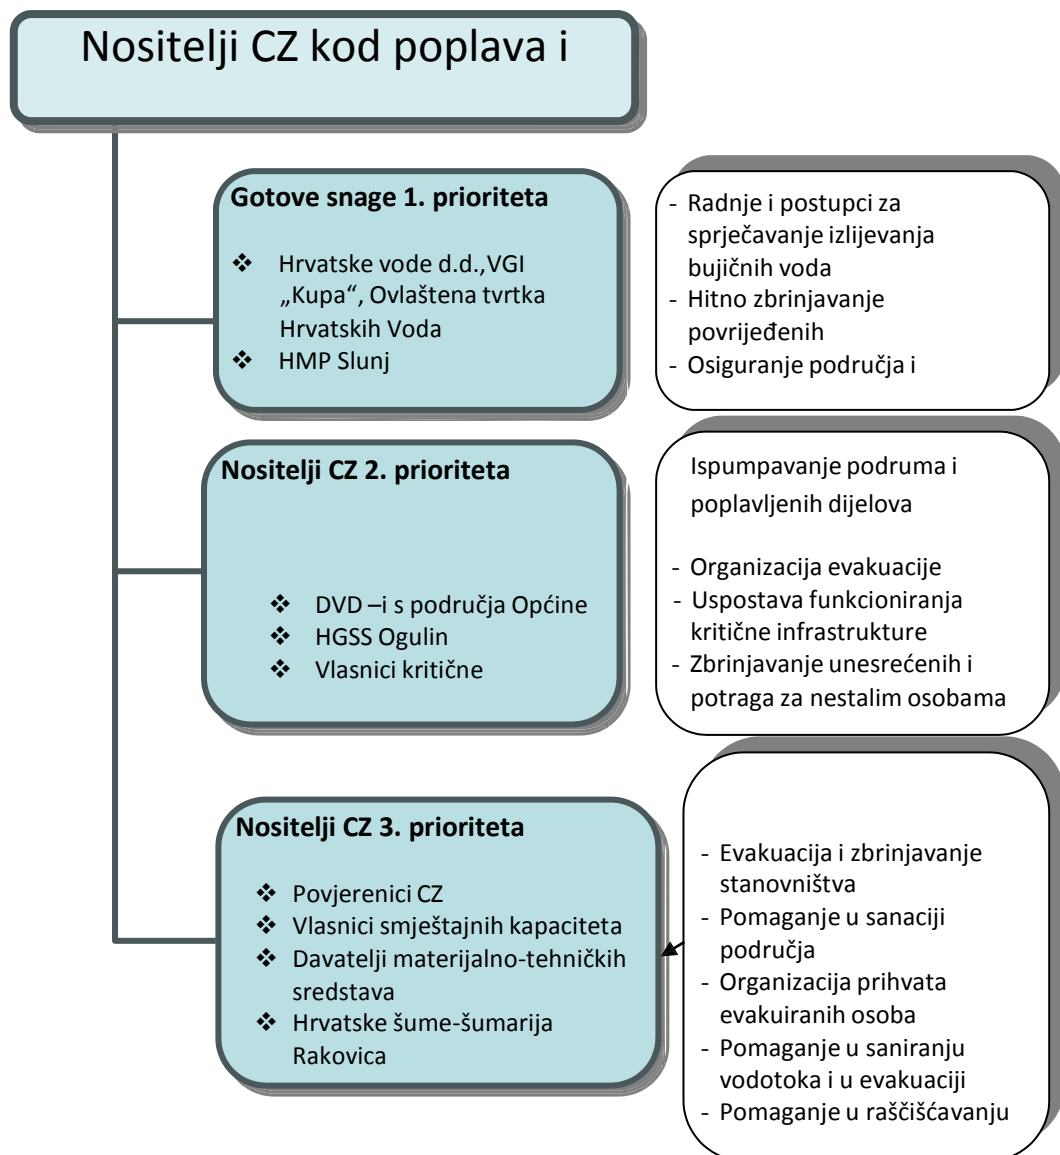 Nositelji CZ kod poplava i
Gotove snage 1. prioriteta
❖ Hrvatske vode d.d.,VGI
„Kupa“, Ovlaštena tvrtka
Hrvatskih Voda
❖ HMP Slunj
- Radnje i postupci za
sprječavanje izlijevanja
bujičnih voda
- Hitno zbrinjavanje
povrijeđenih
- Osiguranje područja i
Nositelji CZ 2. prioriteta
❖ DVD –i s područja Općine
❖ HGSS Ogulin
❖ Vlasnici kritične
Ispumpavanje podruma i
poplavljenih dijelova
- Organizacija evakuacije
- Uspostava funkcioniranja
kritične infrastrukture
- Zbrinjavanje unesrećenih i
potraga za nestalim osobama
Nositelji CZ 3. prioriteta
❖ Povjerenici CZ
❖ Vlasnici smještajnih kapaciteta
❖ Davatelji materijalno-tehničkih
sredstava
❖ Hrvatske šume-šumarija
Rakovica
- Evakuacija i zbrinjavanje
stanovništva
- Pomaganje u sanaciji
područja
- Organizacija prihvata
evakuiranih osoba
- Pomaganje u saniranju
vodotoka i u evakuaciji
- Pomaganje u raščišćavanju